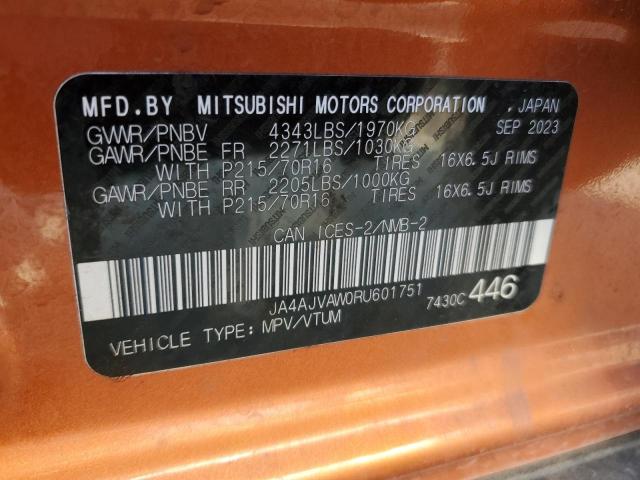 MFD.BY MITSUBISHI MOTORS CORPORATION , JAPAN
GVWR/PNBV 4343LBS/1970KG SEP 2023
GAWR/PNBE FR 2271LBS/1030KG
WITH P215/70R16 TIRES 16X6.5J RIMS
GAWR/PNBE RR 2205LBS/1000KG
WITH P215/70R16 TIRES 16X6.5J RIMS
CAN ICES-2/NMB-2
JA4AJVAW0RU601751 7430C 446
VEHICLE TYPE: MPV/VTUM